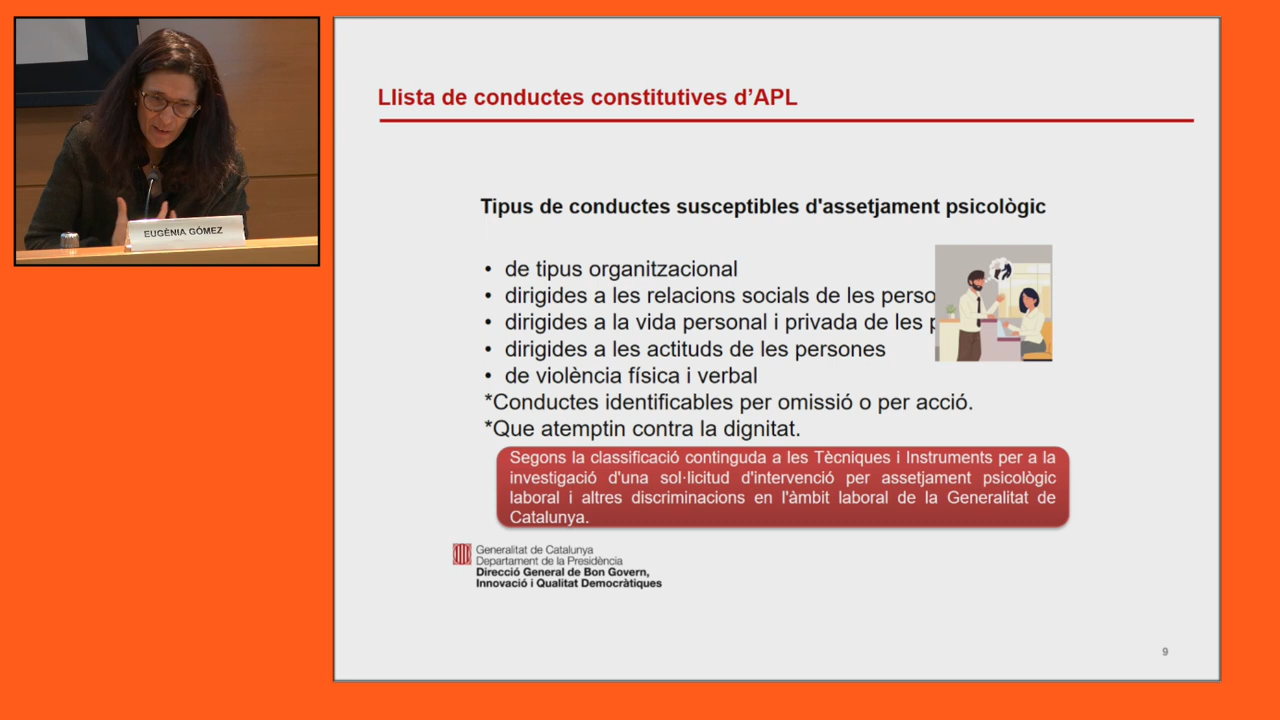 EUGÈNIA GÓMEZ
Llista de conductes constitutives d’APL
Tipus de conductes susceptibles d'assetjament psicològic
• de tipus organitzacional
• dirigides a les relacions socials de les perso
• dirigides a la vida personal i privada de les p
• dirigides a les actituds de les persones
• de violència física i verbal
*Conductes identificables per omissió o per acció.
*Que atemptin contra la dignitat.
Segons la classificació continguda a les Tècniques i Instruments per a la
investigació d'una sol·licitud d'intervenció per assetjament psicològic
laboral i altres discriminacions en l'àmbit laboral de la Generalitat de
Catalunya.
Generalitat de Catalunya
Departament de la Presidència
Direcció General de Bon Govern,
Innovació i Qualitat Democràtiques
9